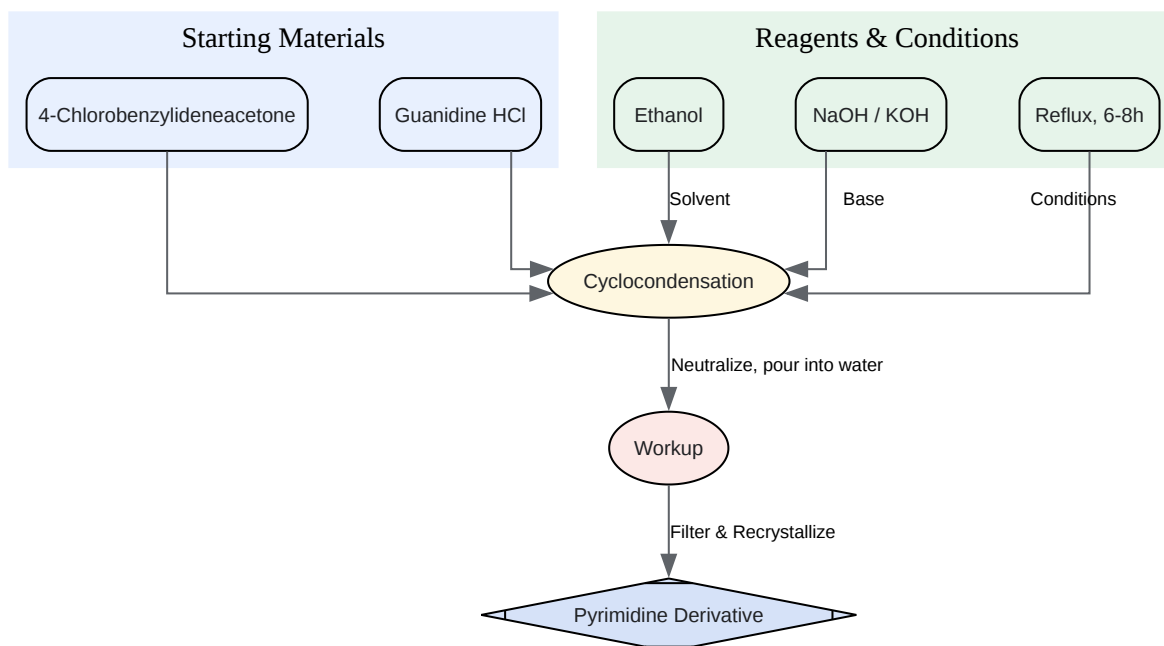 Starting Materials
Reagents & Conditions
4-Chlorobenzylideneacetone
Guanidine HCl
Ethanol
NaOH / KOH
Reflux, 6-8h
Solvent
Base
Conditions
Cyclocondensation
Neutralize, pour into water
Workup
Filter & Recrystallize
Pyrimidine Derivative